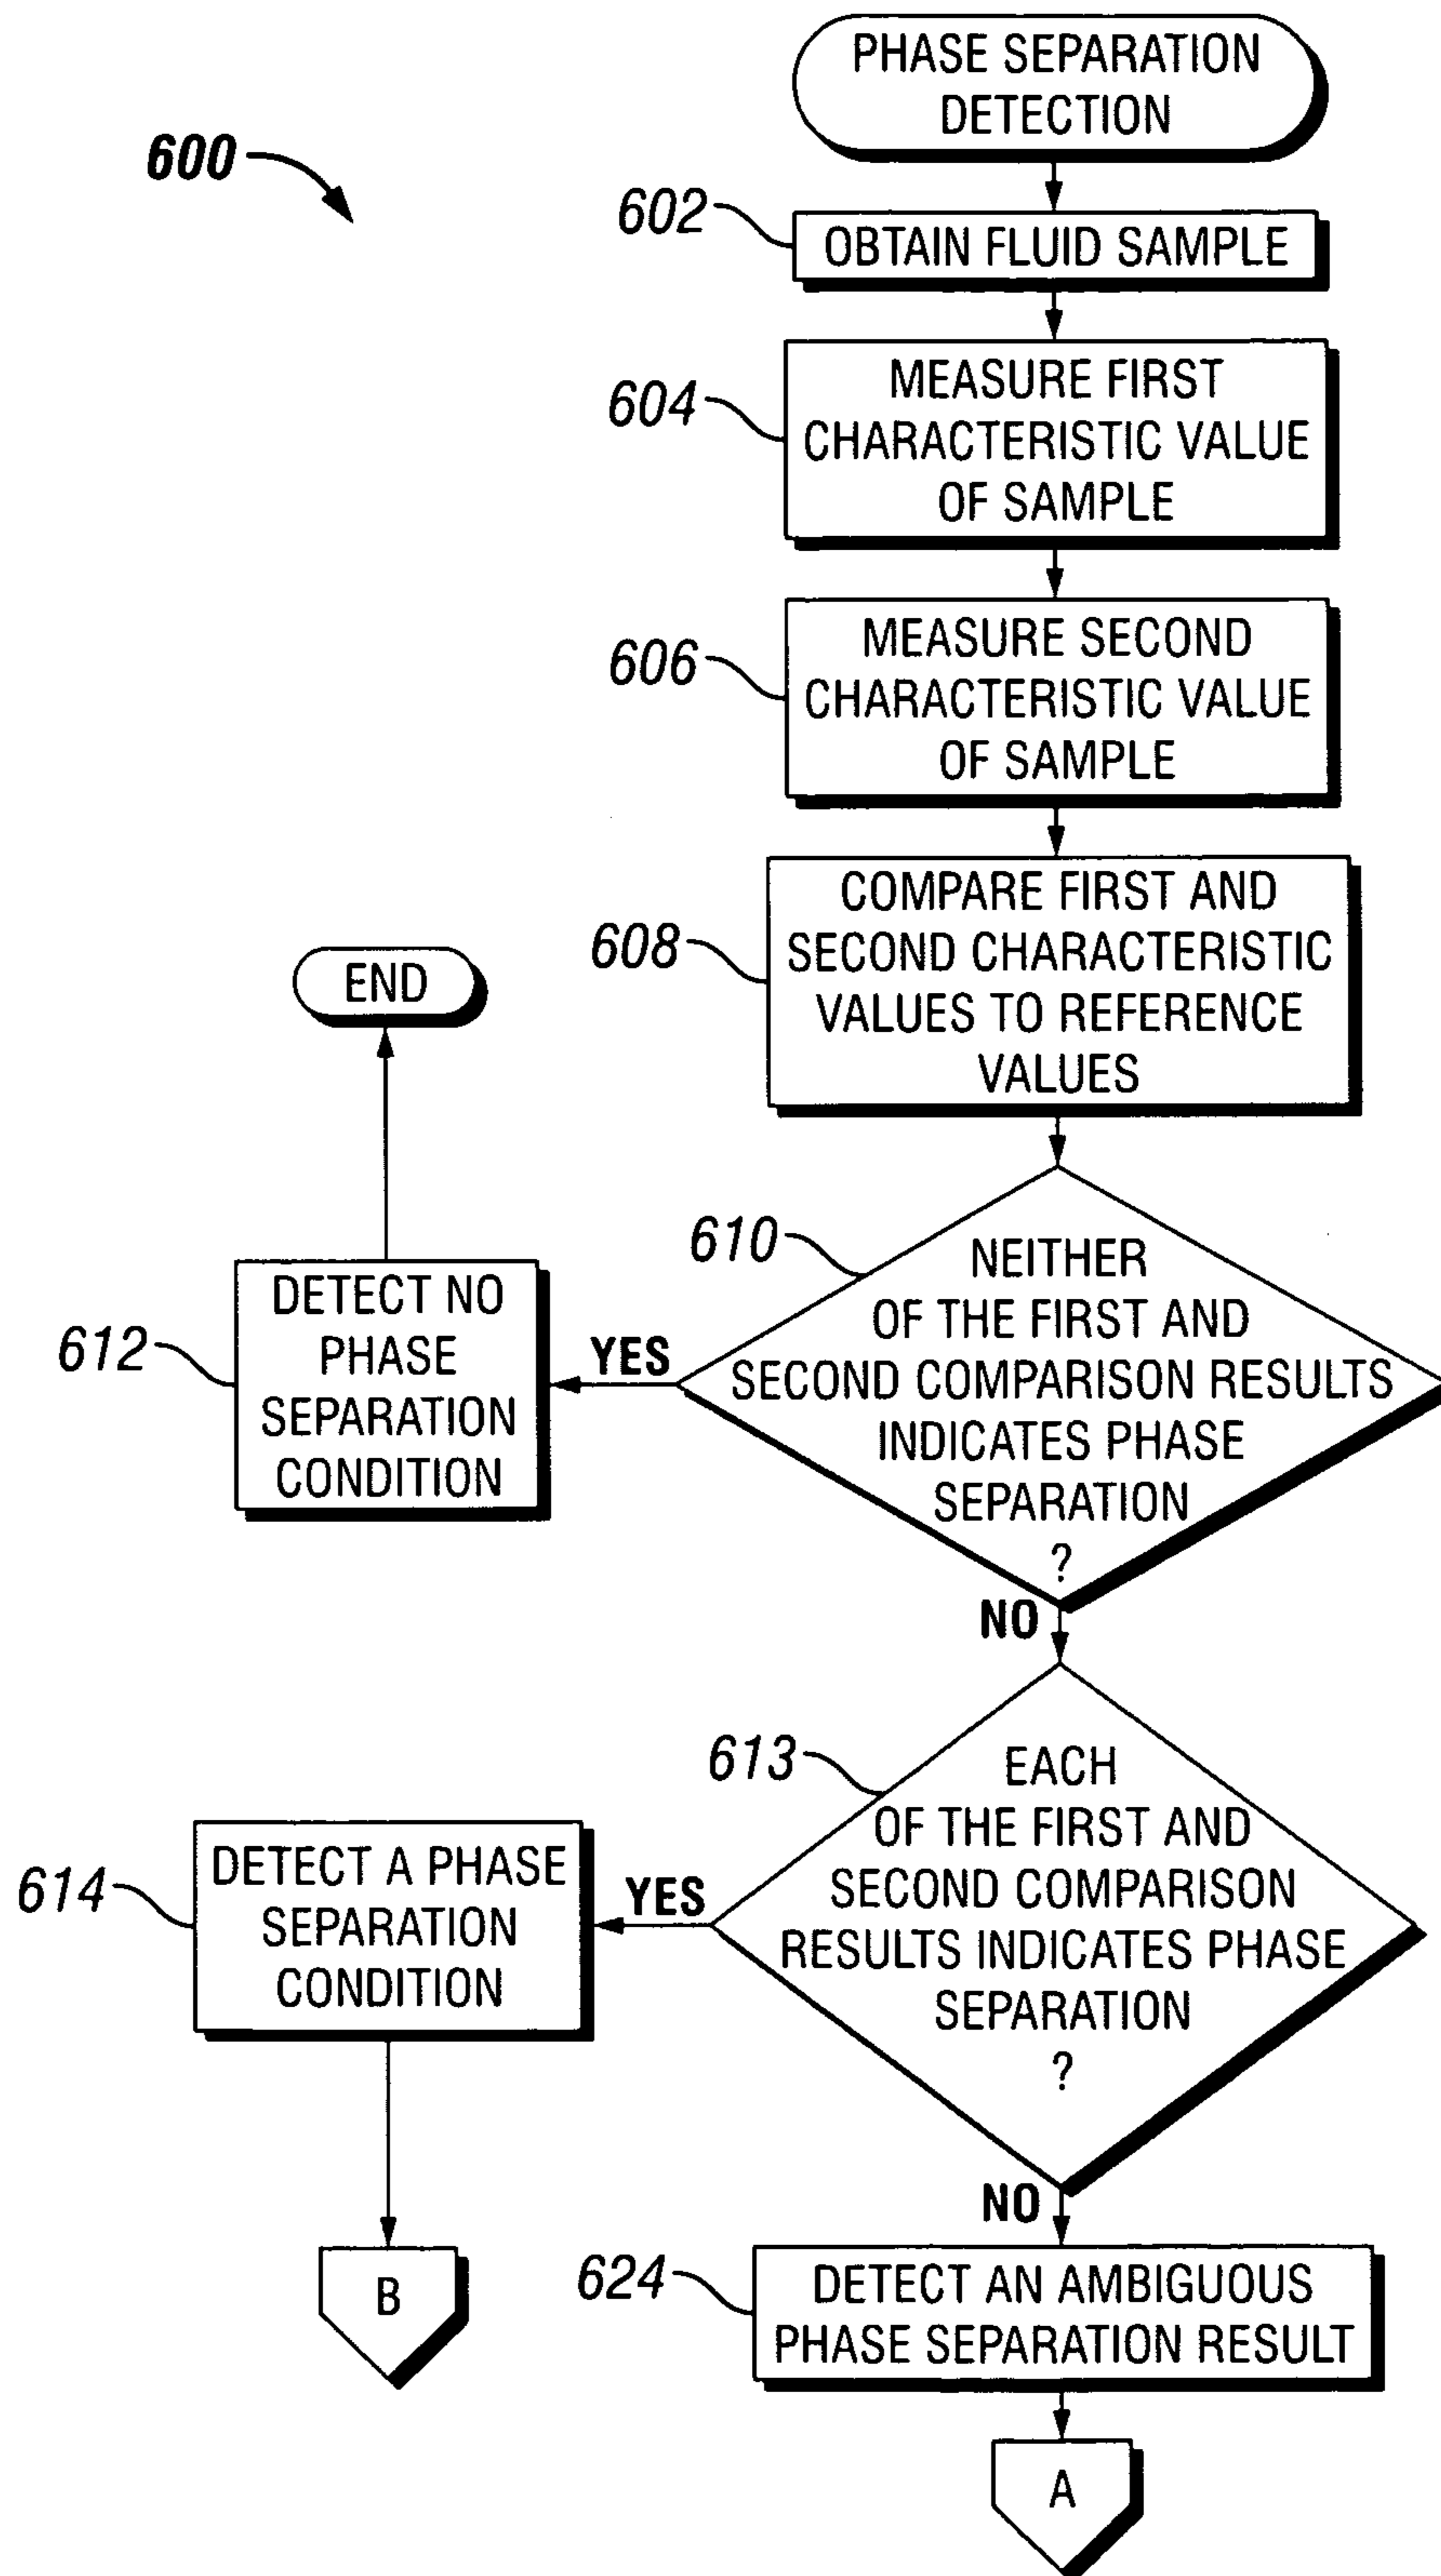 PHASE SEPARATION
DETECTION
600
602
OBTAIN FLUID SAMPLE
604
MEASURE FIRST
CHARACTERISTIC VALUE
OF SAMPLE
606
MEASURE SECOND
CHARACTERISTIC VALUE
OF SAMPLE
608
COMPARE FIRST AND
SECOND CHARACTERISTIC
VALUES TO REFERENCE
VALUES
END
610
NEITHER
OF THE FIRST AND
SECOND COMPARISON RESULTS
INDICATES PHASE
SEPARATION
?
YES
612
DETECT NO
PHASE
SEPARATION
CONDITION
NO
613
EACH
OF THE FIRST AND
SECOND COMPARISON
RESULTS INDICATES PHASE
SEPARATION
?
YES
614
DETECT A PHASE
SEPARATION
CONDITION
B
NO
624
DETECT AN AMBIGUOUS
PHASE SEPARATION RESULT
A